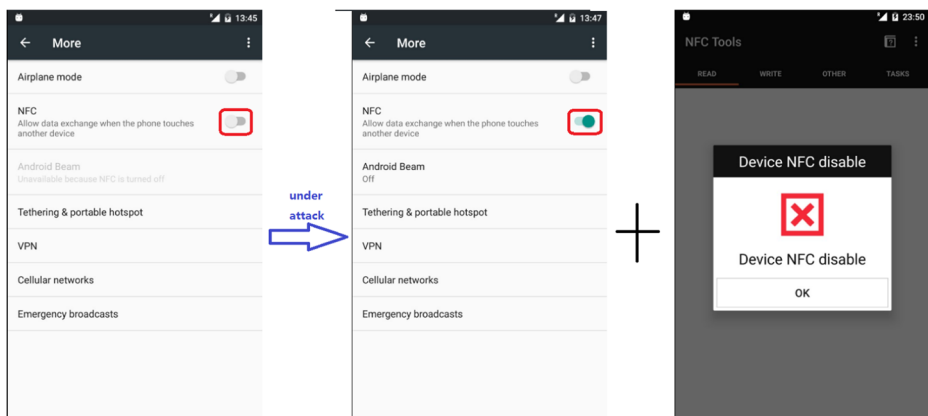 13:45
More
Airplane mode
NFC
Allow data exchange when the phone touches
another device
Android Beam
Unavailable because NFC is turned off
Tethering & portable hotspot
VPN
Cellular networks
Emergency broadcasts
under
attack
13:47
More
Airplane mode
NFC
Allow data exchange when the phone touches
another device
Android Beam
Off
Tethering & portable hotspot
VPN
Cellular networks
Emergency broadcasts
23:50
NFC Tools
READ WRITE OTHER TASKS
Device NFC disable
Device NFC disable
OK